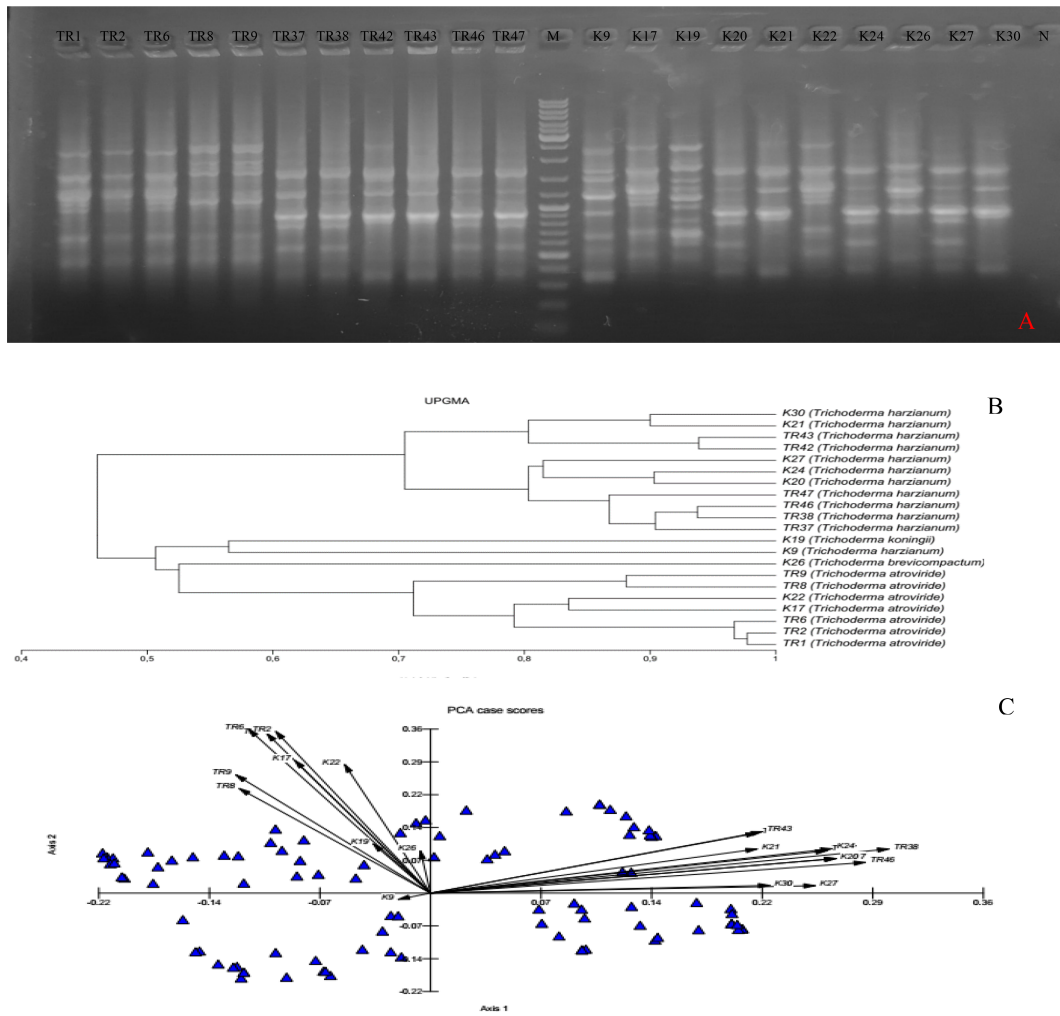 TR1 TR2 TR6 TR8 TR9 TR37 TR38 TR42 TR43 TR46 TR47 M K9 K17 K19 K20 K21 K22 K24 K26 K27 K30 N
A
UPGMA
B
K30 (Trichoderma harzianum)
K21 (Trichoderma harzianum)
TR43 (Trichoderma harzianum)
TR42 (Trichoderma harzianum)
K27 (Trichoderma harzianum)
K24 (Trichoderma harzianum)
K20 (Trichoderma harzianum)
TR47 (Trichoderma harzianum)
TR46 (Trichoderma harzianum)
TR38 (Trichoderma harzianum)
TR37 (Trichoderma harzianum)
K19 (Trichoderma koningii)
K9 (Trichoderma harzianum)
K26 (Trichoderma brevicompactum)
TR9 (Trichoderma atroviride)
TR8 (Trichoderma atroviride)
K22 (Trichoderma atroviride)
K17 (Trichoderma atroviride)
TR6 (Trichoderma atroviride)
TR2 (Trichoderma atroviride)
TR1 (Trichoderma atroviride)
0,4 0,5 0,6 0,7 0,8 0,9 1
PCA case scores
C
0.36
TR6 TR2
0.29
K17 K22
TR9
TR8
0.22
0.14
TR43
K19 K26 K21 K24 TR38
0.07
K20 7 TR46
K30 K27
K9
-0.22 -0.14 -0.07 0.07 0.14 0.22 0.29 0.36
-0.07
-0.14
-0.22
Axis 2
Axis 1